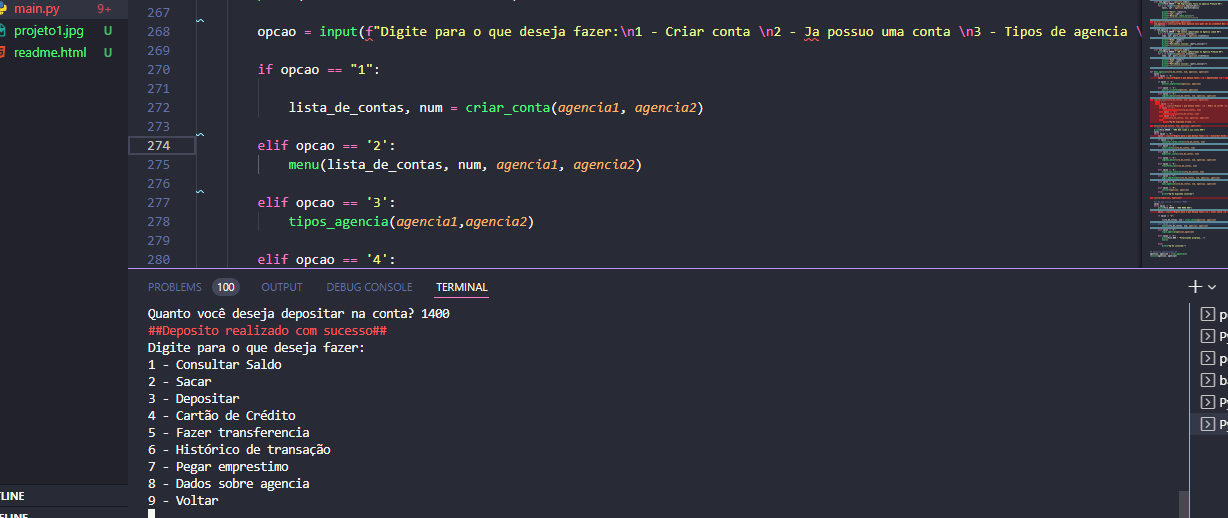 main.py 9+
projeto1.jpg U
readme.html U
267
268 opcao = input(f"Digite para o que deseja fazer:\n1 - Criar conta \n2 - Ja possuo uma conta \n3 - Tipos de agencia \
269
270 if opcao == "1":
271
272 lista_de_contas, num = criar_conta(agencia1, agencia2)
273
274 elif opcao == '2':
275 menu(lista_de_contas, num, agencia1, agencia2)
276
277 elif opcao == '3':
278 tipos_agencia(agencia1,agencia2)
279
280 elif opcao == '4':
PROBLEMS 100 OUTPUT DEBUG CONSOLE TERMINAL
Quanto você deseja depositar na conta? 1400
##Deposito realizado com sucesso##
Digite para o que deseja fazer:
1 - Consultar Saldo
2 - Sacar
3 - Depositar
4 - Cartão de Crédito
5 - Fazer transferencia
6 - Histórico de transação
7 - Pegar emprestimo
8 - Dados sobre agencia
9 - Voltar
TLINE